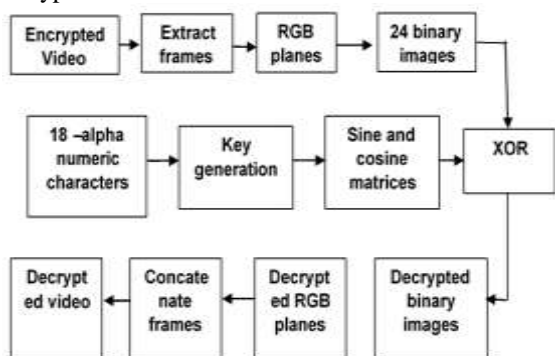 Encrypted
Video
Extract
frames
RGB
planes
24 binary
images
18 –alpha
numeric
characters
Key
generation
Sine and
cosine
matrices
XOR
Decrypt
ed video
Concate
nate
frames
Decrypt
ed RGB
planes
Decrypted
binary
images